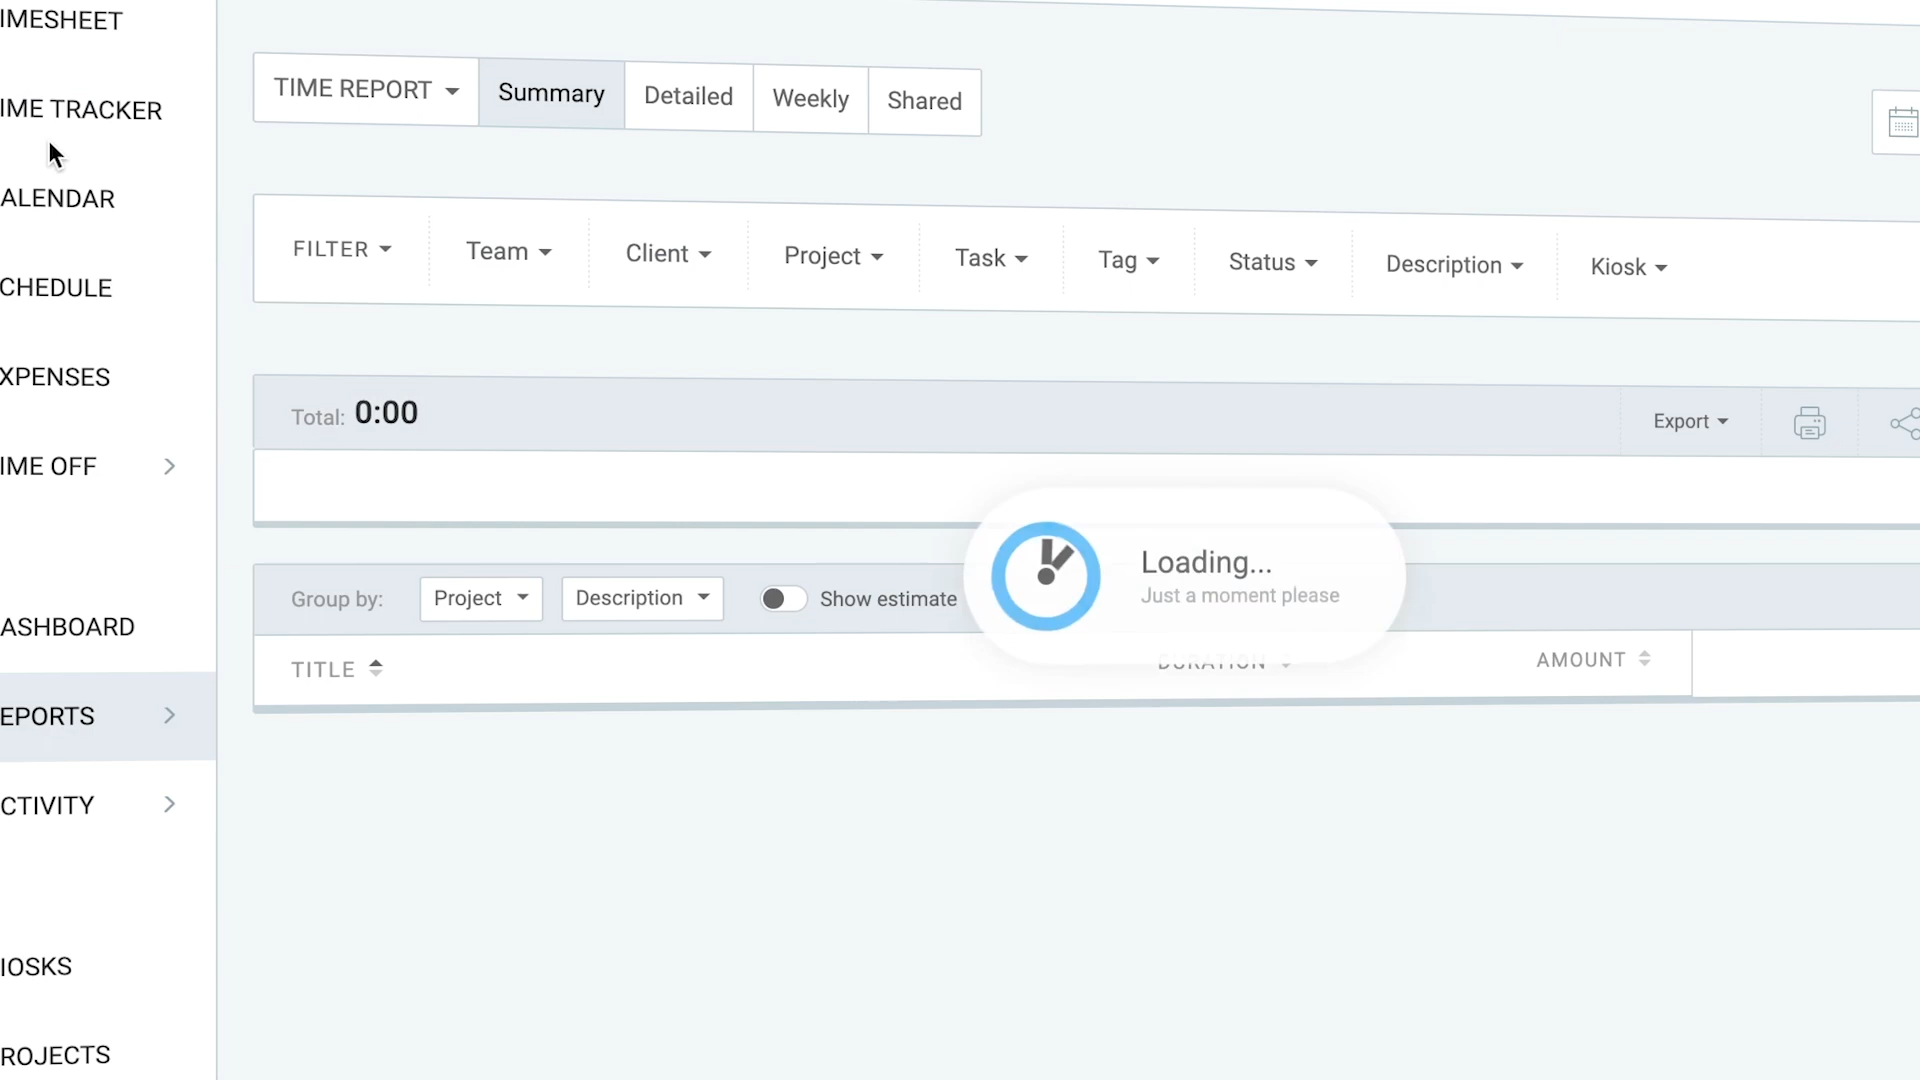 IMESHEET
IME TRACKER
ALENDAR
CHEDULE
XPENSES
IME OFF
ASHBOARD
EPORTS
CTIVITY
IOSKS
ROJECTS
TIME REPORT Summary Detailed Weekly Shared
FILTER Team Client Project Task Tag Status Description Kiosk
Total: 0:00 Export
Loading...
Just a moment please
Group by: Project Description Show estimate
TITLE DURATION AMOUNT